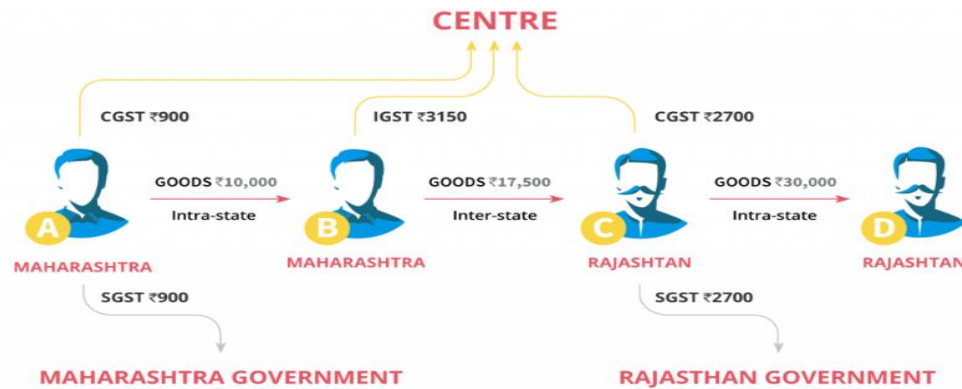 CENTRE
CGST ₹900
IGST ₹3150
CGST ₹2700
GOODS ₹10,000
GOODS ₹17,500
GOODS ₹30,000
Intra-state
Inter-state
Intra-state
A
B
C
D
MAHARASHTRA
MAHARASHTRA
RAJASHTAN
RAJASHTAN
SGST ₹900
SGST ₹2700
MAHARASHTRA GOVERNMENT
RAJASTHAN GOVERNMENT